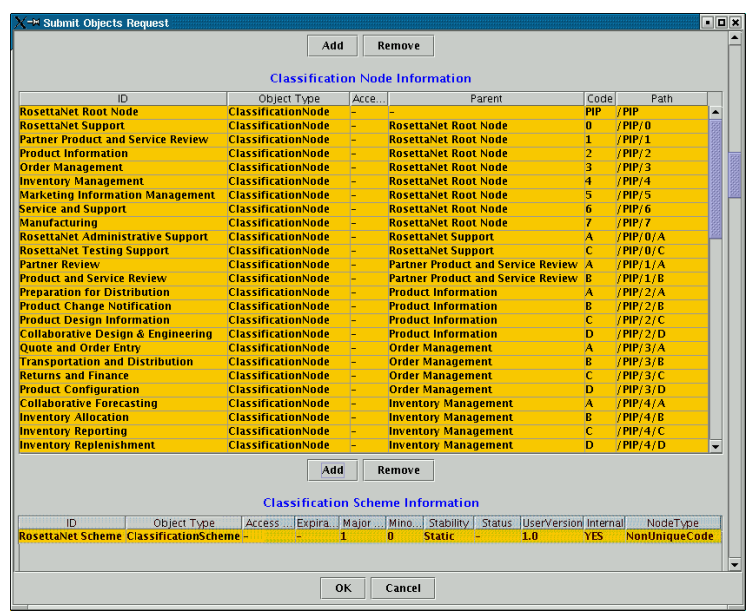 Submit Objects Request
Add Remove
Classification Node Information
ID Object Type Acce... Parent Code Path
RosettaNet Root Node ClassificationNode - - PIP /PIP
RosettaNet Support ClassificationNode - RosettaNet Root Node 0 /PIP/0
Partner Product and Service Review ClassificationNode - RosettaNet Root Node 1 /PIP/1
Product Information ClassificationNode - RosettaNet Root Node 2 /PIP/2
Order Management ClassificationNode - RosettaNet Root Node 3 /PIP/3
Inventory Management ClassificationNode - RosettaNet Root Node 4 /PIP/4
Marketing Information Management ClassificationNode - RosettaNet Root Node 5 /PIP/5
Service and Support ClassificationNode - RosettaNet Root Node 6 /PIP/6
Manufacturing ClassificationNode - RosettaNet Root Node 7 /PIP/7
RosettaNet Administrative Support ClassificationNode - RosettaNet Support A /PIP/0/A
RosettaNet Testing Support ClassificationNode - RosettaNet Support C /PIP/0/C
Partner Review ClassificationNode - Partner Product and Service Review A /PIP/1/A
Product and Service Review ClassificationNode - Partner Product and Service Review B /PIP/1/B
Preparation for Distribution ClassificationNode - Product Information A /PIP/2/A
Product Change Notification ClassificationNode - Product Information B /PIP/2/B
Product Design Information ClassificationNode - Product Information C /PIP/2/C
Collaborative Design & Engineering ClassificationNode - Product Information D /PIP/2/D
Quote and Order Entry ClassificationNode - Order Management A /PIP/3/A
Transportation and Distribution ClassificationNode - Order Management B /PIP/3/B
Returns and Finance ClassificationNode - Order Management C /PIP/3/C
Product Configuration ClassificationNode - Order Management D /PIP/3/D
Collaborative Forecasting ClassificationNode - Inventory Management A /PIP/4/A
Inventory Allocation ClassificationNode - Inventory Management B /PIP/4/B
Inventory Reporting ClassificationNode - Inventory Management C /PIP/4/C
Inventory Replenishment ClassificationNode - Inventory Management D /PIP/4/D
Add Remove
Classification Scheme Information
ID Object Type Access ... Expira... Major ... Mino... Stability Status UserVersion Internal NodeType
RosettaNet Scheme ClassificationScheme - - 1 0 Static - 1.0 YES NonUniqueCode
OK Cancel